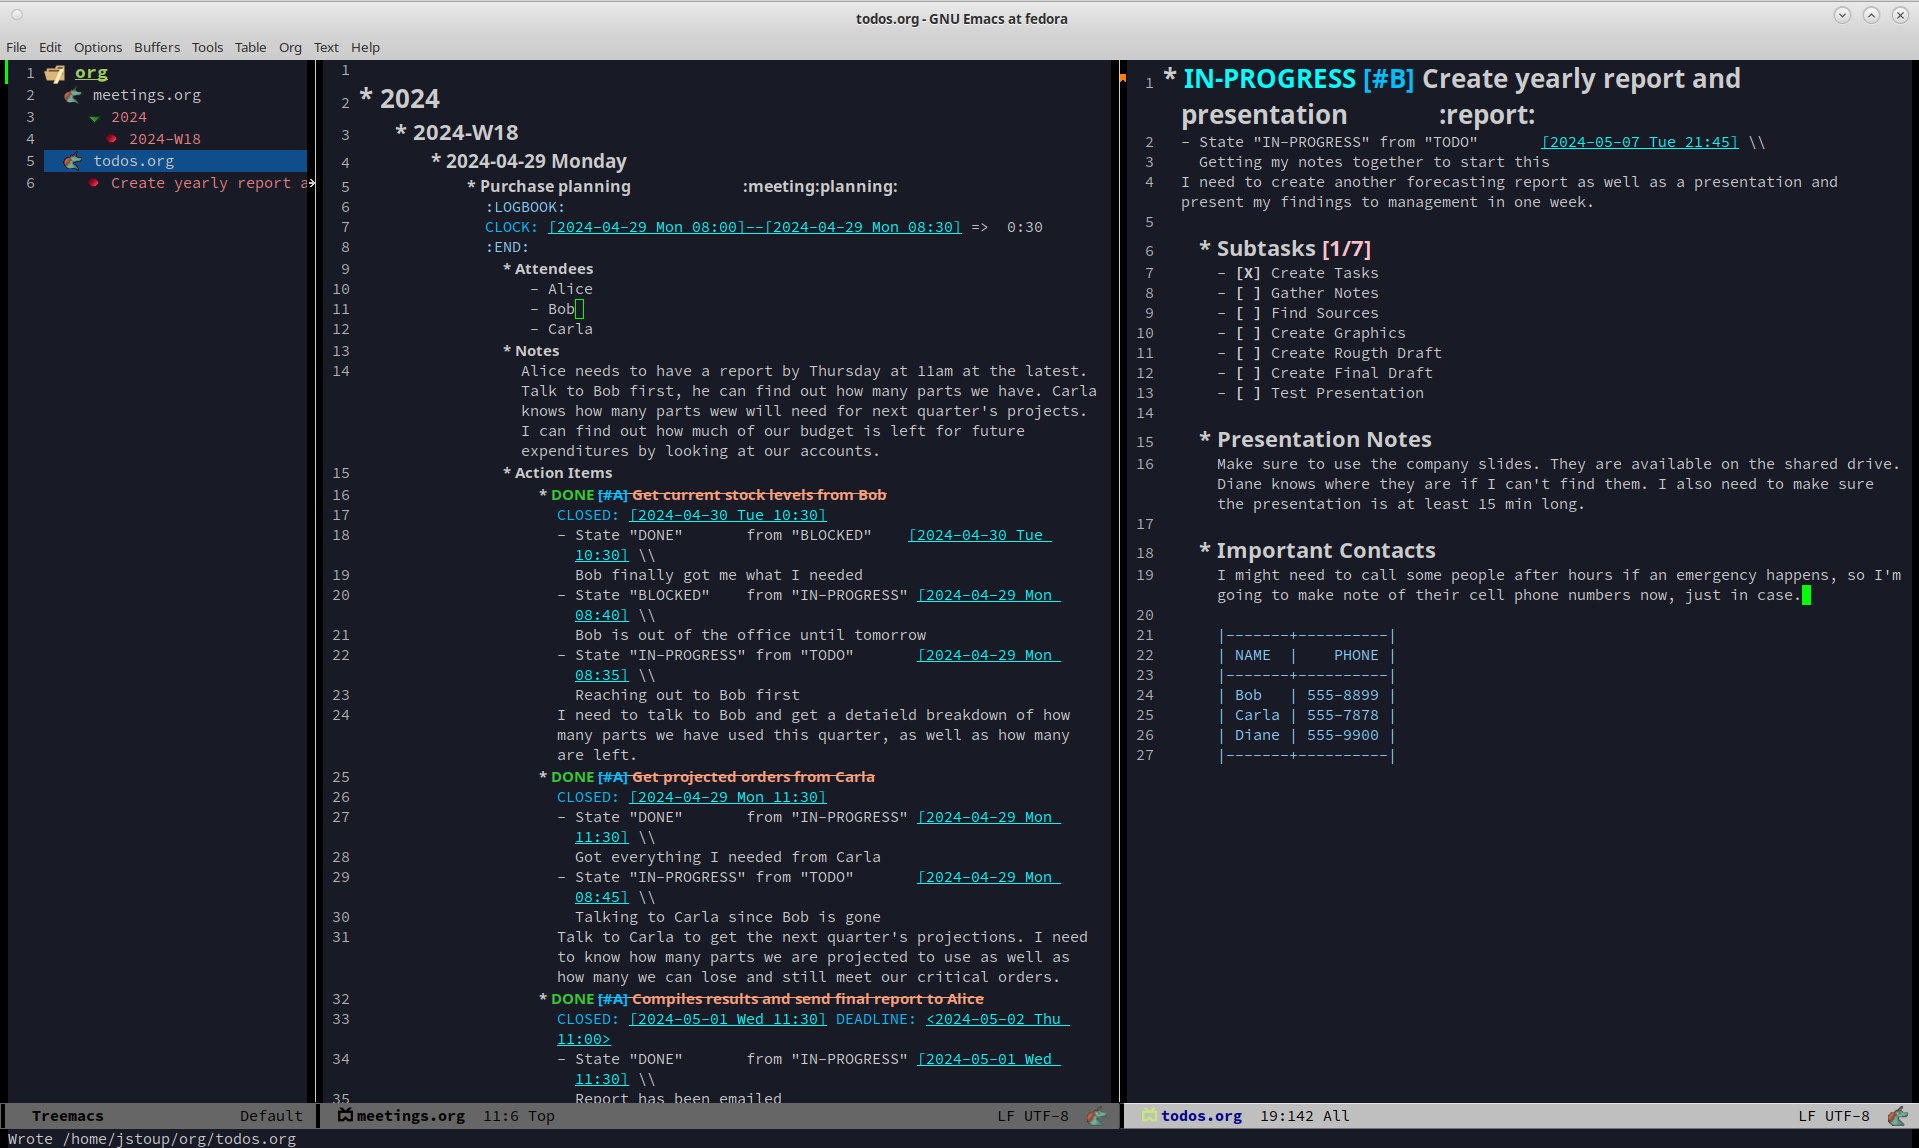 todos.org - GNU Emacs at fedora
File Edit Options Buffers Tools Table Org Text Help
1 org
2 meetings.org
3 2024
4 2024-W18
5 todos.org
6 Create yearly report a
1
2 * 2024
3 * 2024-W18
4 * 2024-04-29 Monday
5 * Purchase planning :meeting:planning:
6 :LOGBOOK:
7 CLOCK: [2024-04-29 Mon 08:00]--[2024-04-29 Mon 08:30] => 0:30
8 :END:
9 * Attendees
10 - Alice
11 - Bob
12 - Carla
13 * Notes
14 Alice needs to have a report by Thursday at 11am at the latest.
Talk to Bob first, he can find out how many parts we have. Carla
knows how many parts wew will need for next quarter's projects.
I can find out how much of our budget is left for future
expenditures by looking at our accounts.
15 * Action Items
16 * DONE [#A] Get current stock levels from Bob
17 CLOSED: [2024-04-30 Tue 10:30]
18 - State "DONE" from "BLOCKED" [2024-04-30 Tue
10:30] \\
19 Bob finally got me what I needed
20 - State "BLOCKED" from "IN-PROGRESS" [2024-04-29 Mon
08:40] \\
21 Bob is out of the office until tomorrow
22 - State "IN-PROGRESS" from "TODO" [2024-04-29 Mon
08:35] \\
23 Reaching out to Bob first
24 I need to talk to Bob and get a detaield breakdown of how
many parts we have used this quarter, as well as how many
are left.
25 * DONE [#A] Get projected orders from Carla
26 CLOSED: [2024-04-29 Mon 11:30]
27 - State "DONE" from "IN-PROGRESS" [2024-04-29 Mon
11:30] \\
28 Got everything I needed from Carla
29 - State "IN-PROGRESS" from "TODO" [2024-04-29 Mon
08:45] \\
30 Talking to Carla since Bob is gone
31 Talk to Carla to get the next quarter's projections. I need
to know how many parts we are projected to use as well as
how many we can lose and still meet our critical orders.
32 * DONE [#A] Compiles results and send final report to Alice
33 CLOSED: [2024-05-01 Wed 11:30] DEADLINE: <2024-05-02 Thu
11:00>
34 - State "DONE" from "IN-PROGRESS" [2024-05-01 Wed
11:30] \\
35 Report has been emailed
1 * IN-PROGRESS [#B] Create yearly report and
presentation :report:
2 - State "IN-PROGRESS" from "TODO" [2024-05-07 Tue 21:45] \\
3 Getting my notes together to start this
4 I need to create another forecasting report as well as a presentation and
present my findings to management in one week.
5
6 * Subtasks [1/7]
7 - [X] Create Tasks
8 - [ ] Gather Notes
9 - [ ] Find Sources
10 - [ ] Create Graphics
11 - [ ] Create Rougth Draft
12 - [ ] Create Final Draft
13 - [ ] Test Presentation
14
15 * Presentation Notes
16 Make sure to use the company slides. They are available on the shared drive.
Diane knows where they are if I can't find them. I also need to make sure
the presentation is at least 15 min long.
17
18 * Important Contacts
19 I might need to call some people after hours if an emergency happens, so I'm
going to make note of their cell phone numbers now, just in case.
20
21 |-------+----------|
22 | NAME | PHONE |
23 |-------+----------|
24 | Bob | 555-8899 |
25 | Carla | 555-7878 |
26 | Diane | 555-9900 |
27 |-------+----------|
Treemacs Default
meetings.org 11:6 Top LF UTF-8
todos.org 19:142 All LF UTF-8
Wrote /home/jstoup/org/todos.org